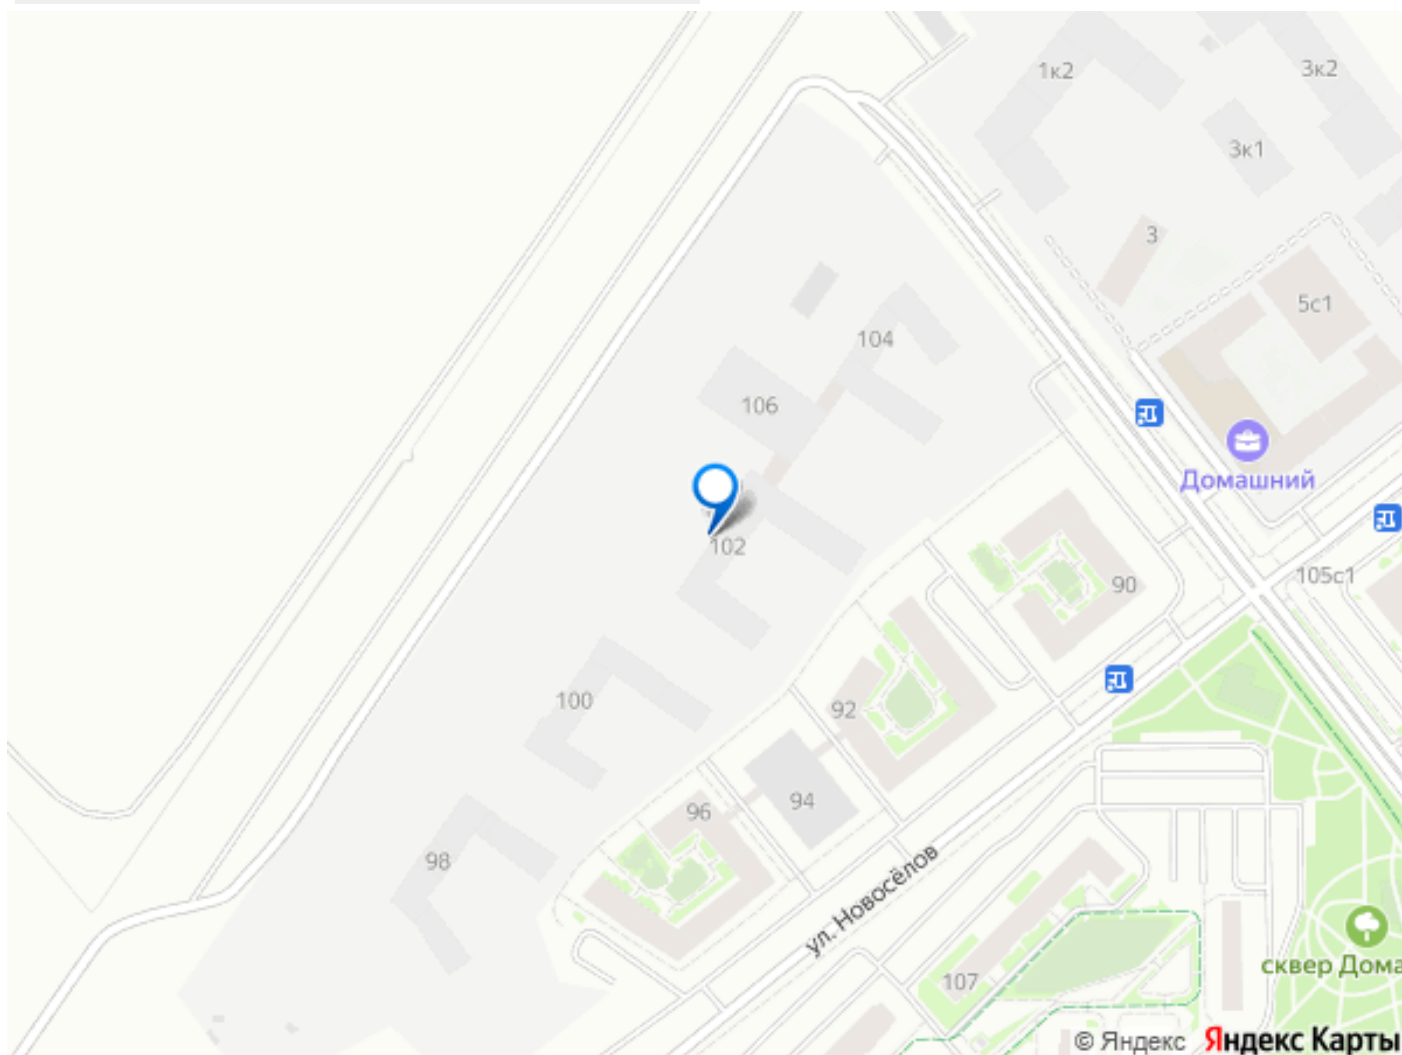 1к2
3к2
3к1
3
5с1
104
106
Домашний
102
105с1
90
100
92
94
96
98
ул. Новосёлов
сквер Дома
107
© Яндекс Яндекс Карты